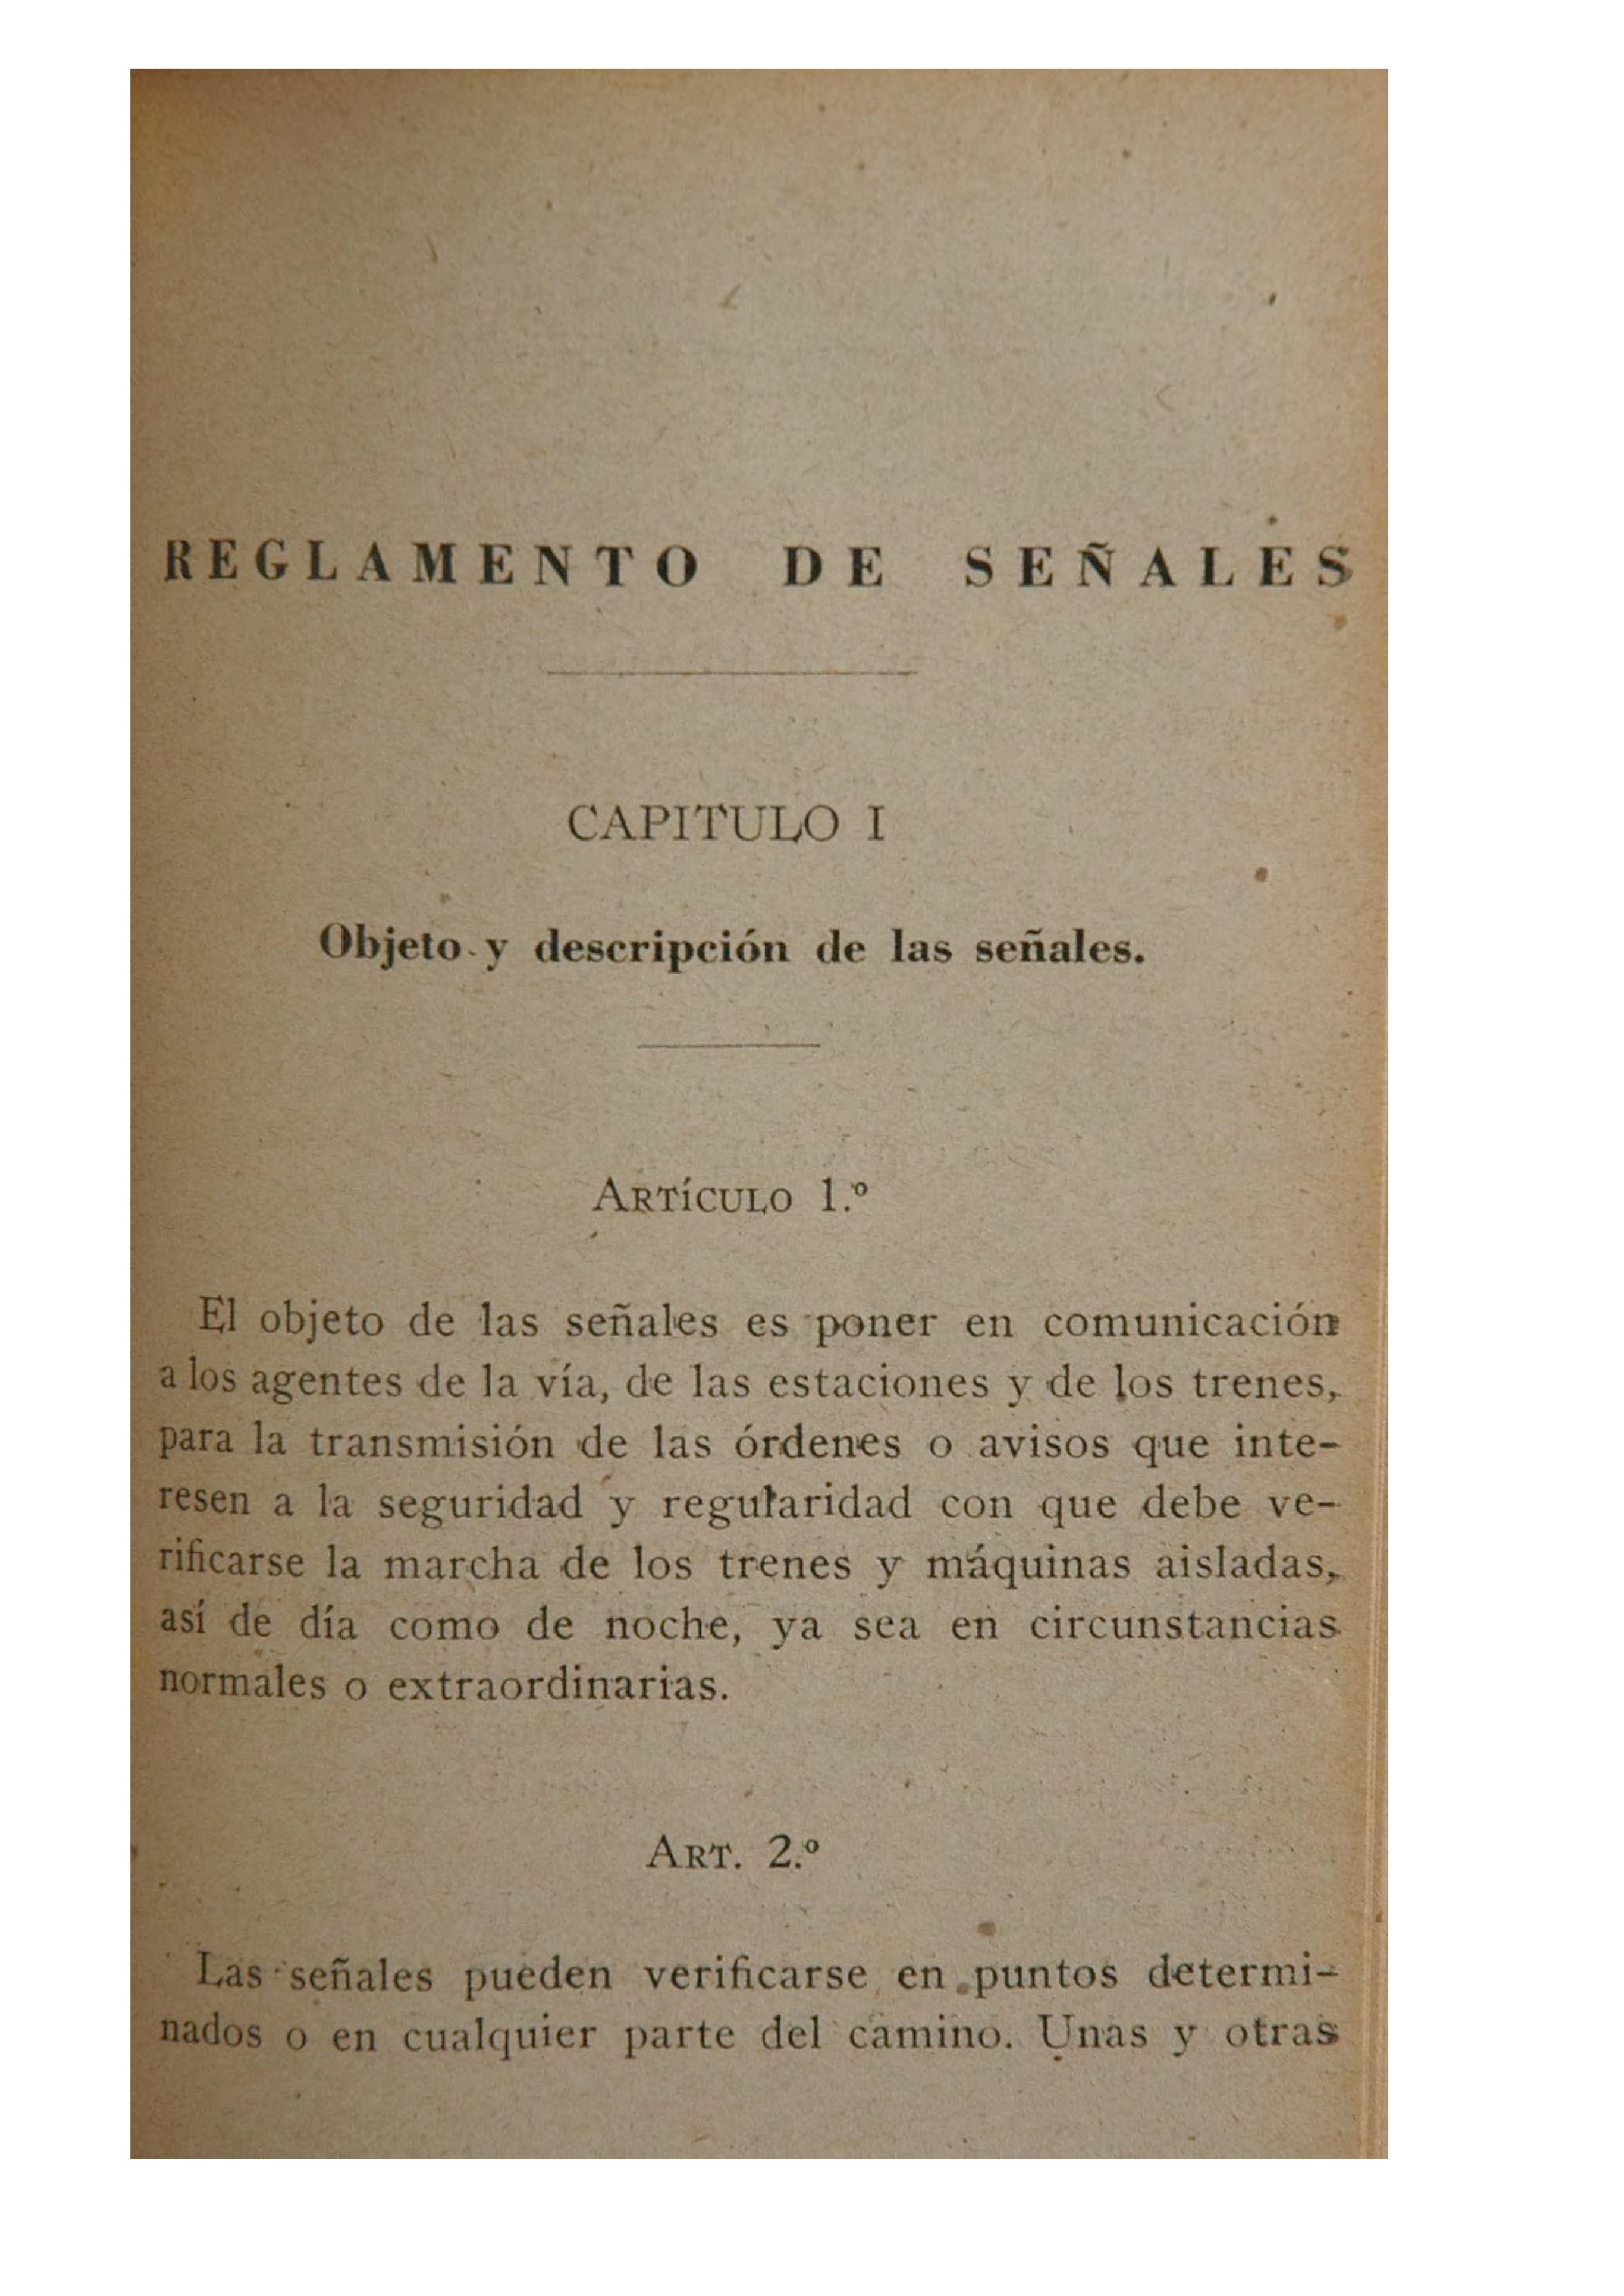 REGLAMENTO DE SEÑALES
CAPITULO I
Objeto y descripción de las señales.
ARTÍCULO 1.º
El objeto de las señales es poner en comunicación
a los agentes de la vía, de las estaciones y de los trenes,
para la transmisión de las órdenes o avisos que inte-
resen a la seguridad y regularidad con que debe ve-
rificarse la marcha de los trenes y máquinas aisladas,
así de día como de noche, ya sea en circunstancias
normales o extraordinarias.
ART. 2.º
Las señales pueden verificarse en puntos determi-
nados o en cualquier parte del camino. Unas y otras